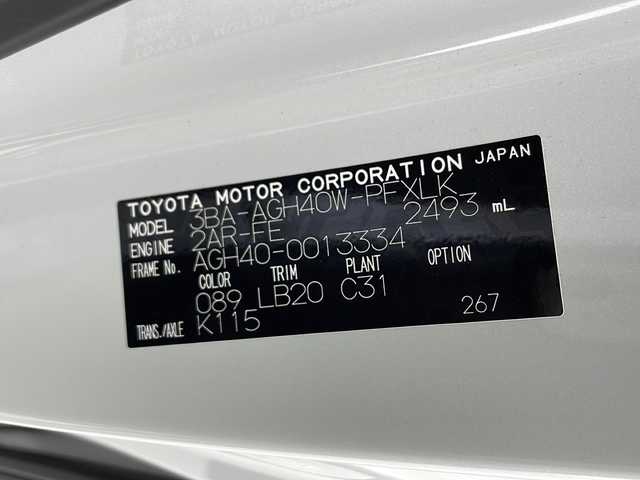 TOYOTA MOTOR CORPORATION JAPAN
MODEL 3BA-AGH40W-PFXLK
ENGINE 2AR-FE 2493 mL
FRAME No. AGH40-0013334
COLOR TRIM PLANT OPTION
089 LB20 C31
TRANS./AXLE K115 267